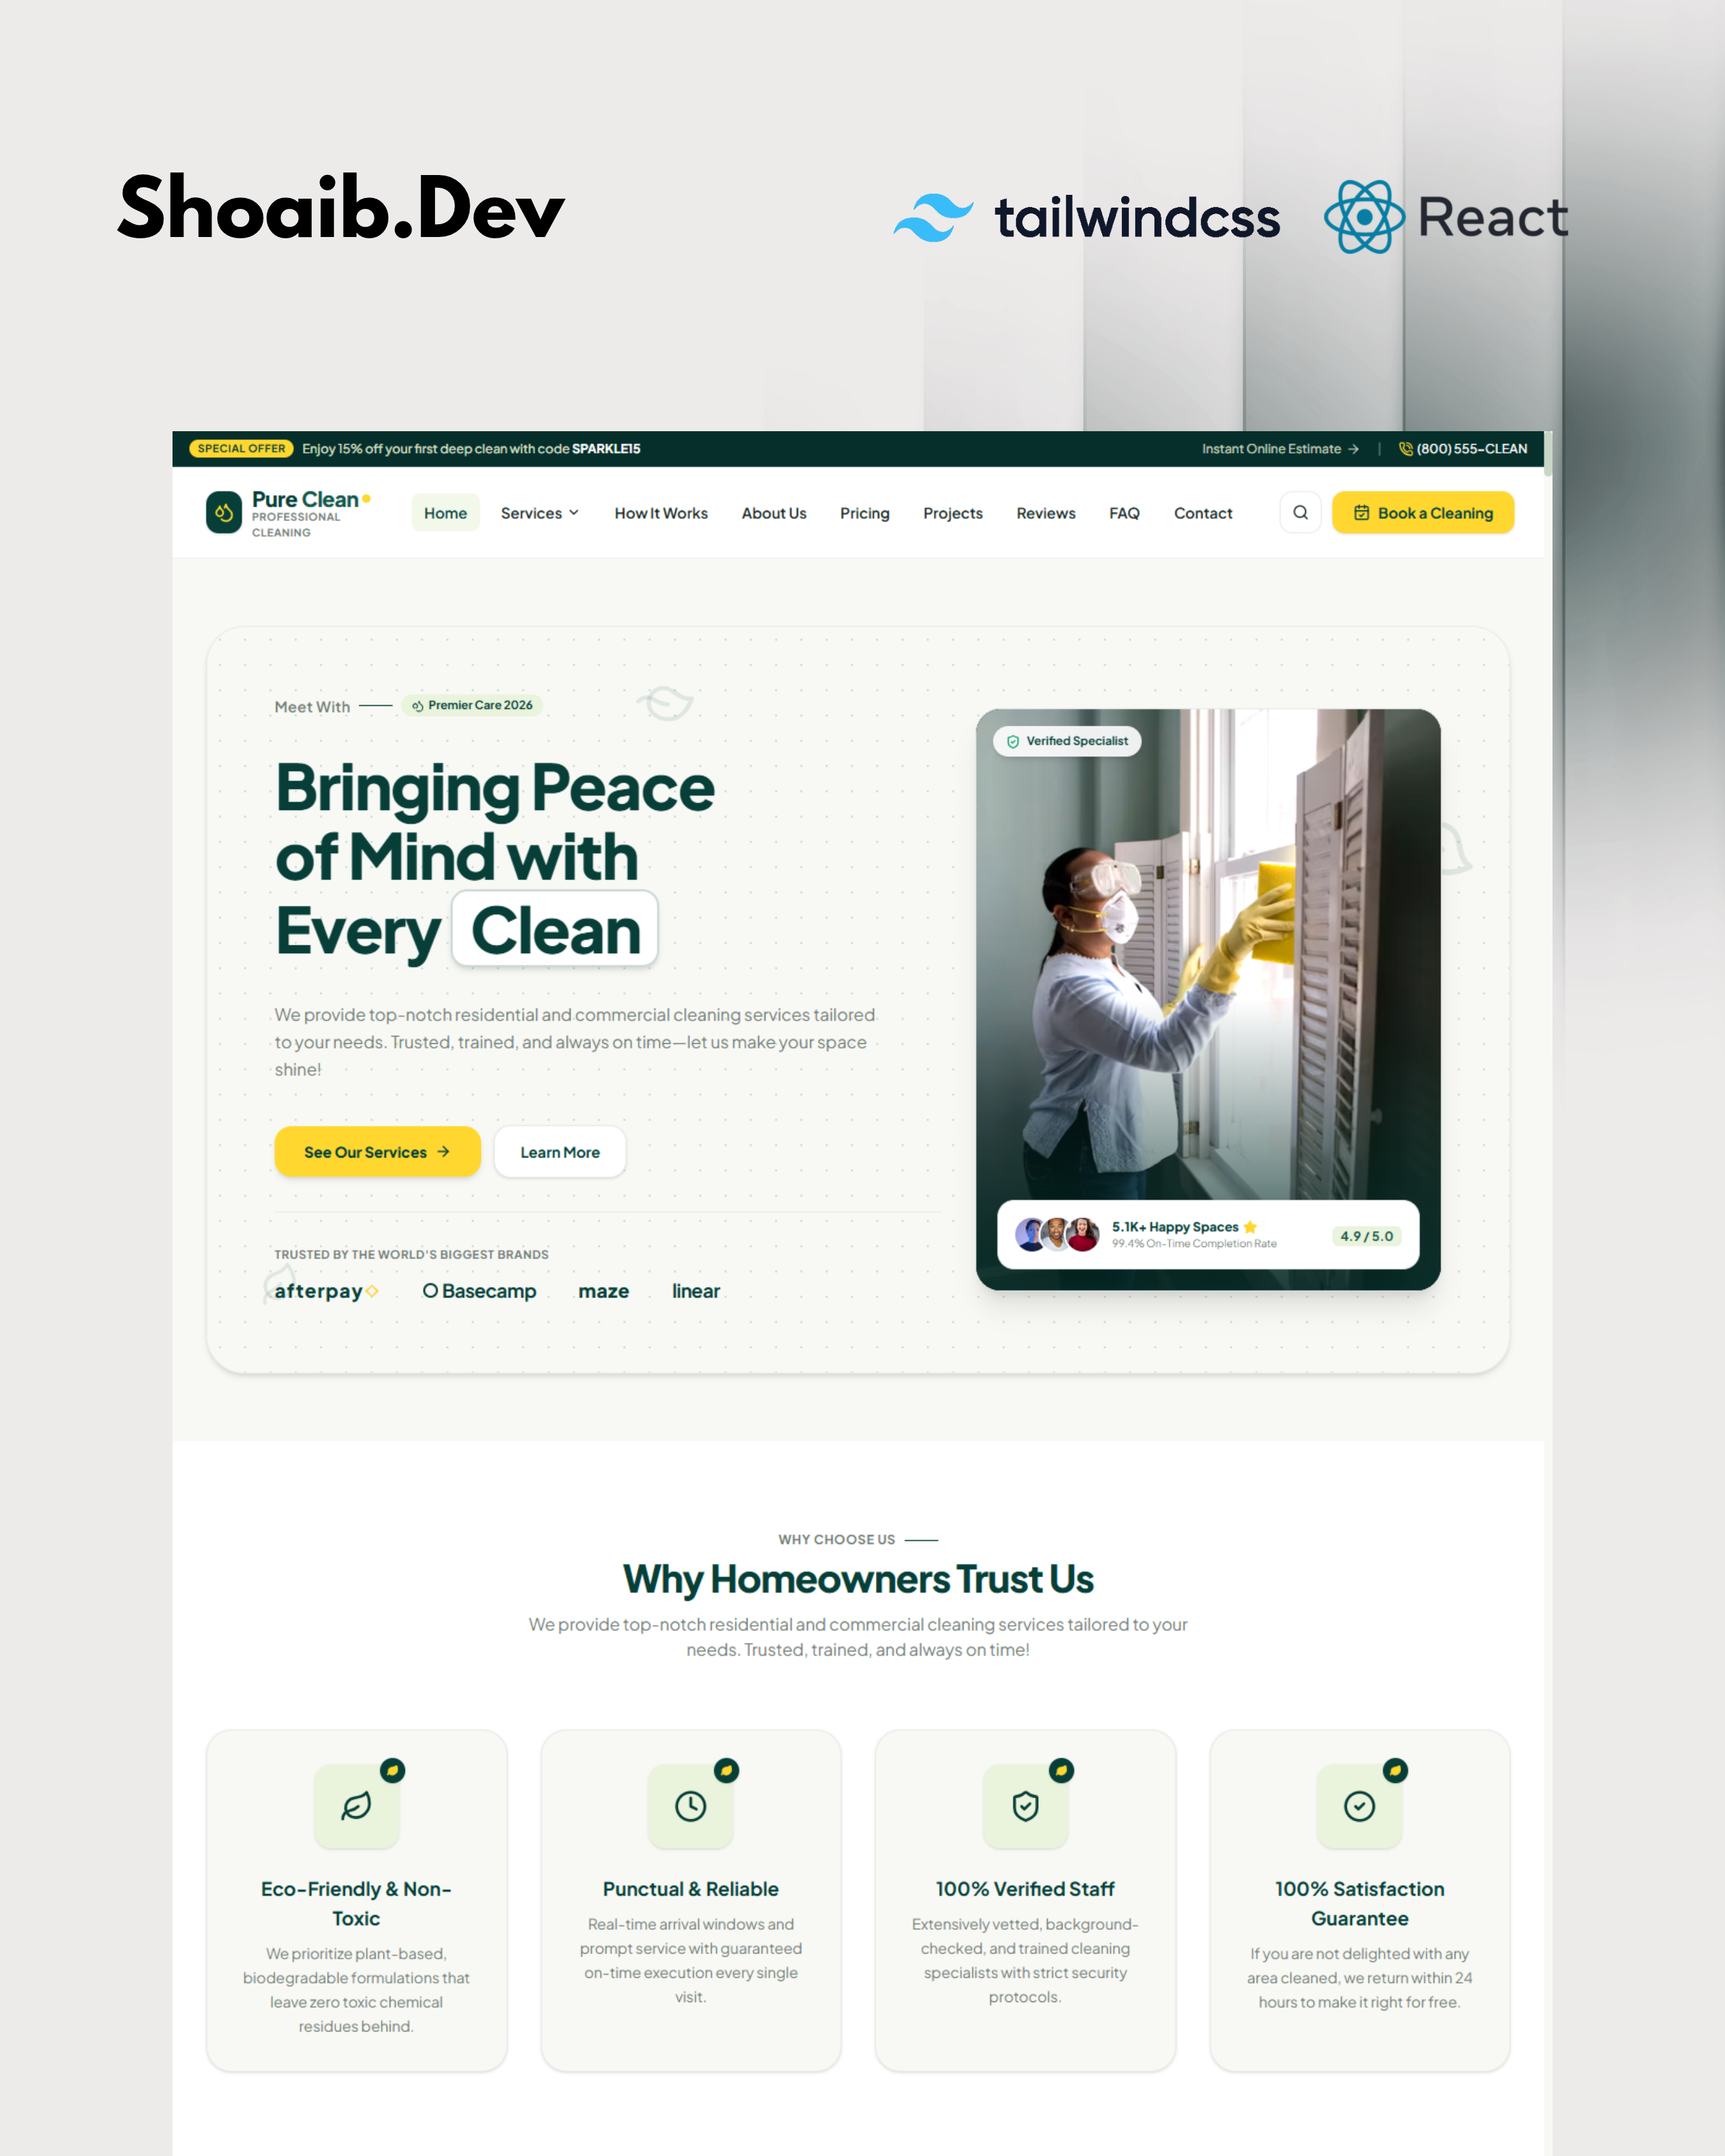 Shoaib.Dev
tailwindcss
React
SPECIAL OFFER Enjoy 15% off your first deep clean with code SPARKLE15
Instant Online Estimate → | (800) 555-CLEAN
Pure Clean
PROFESSIONAL
CLEANING
Home Services How It Works About Us Pricing Projects Reviews FAQ Contact
Book a Cleaning
Meet With Premier Care 2026
Bringing Peace
of Mind with
Every Clean
We provide top-notch residential and commercial cleaning services tailored
to your needs. Trusted, trained, and always on time—let us make your space
shine!
See Our Services →
Learn More
TRUSTED BY THE WORLD'S BIGGEST BRANDS
afterpay Basecamp maze linear
Verified Specialist
5.1K+ Happy Spaces ⭐
99.4% On-Time Completion Rate
4.9 / 5.0
WHY CHOOSE US
Why Homeowners Trust Us
We provide top-notch residential and commercial cleaning services tailored to your
needs. Trusted, trained, and always on time!
Eco-Friendly & Non-
Toxic
We prioritize plant-based,
biodegradable formulations that
leave zero toxic chemical
residues behind.
Punctual & Reliable
Real-time arrival windows and
prompt service with guaranteed
on-time execution every single
visit.
100% Verified Staff
Extensively vetted, background-
checked, and trained cleaning
specialists with strict security
protocols.
100% Satisfaction
Guarantee
If you are not delighted with any
area cleaned, we return within 24
hours to make it right for free.